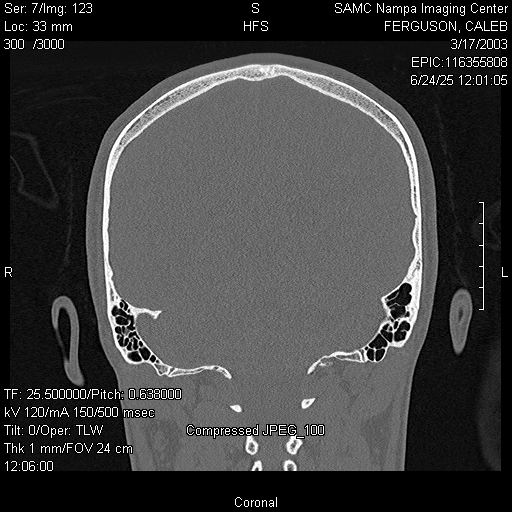 Ser: 7/Img: 123
Loc: 33 mm
300 /3000
S
HFS
SAMC Nampa Imaging Center
FERGUSON, CALEB
3/17/2003
EPIC:116355808
6/24/25 12:01:05
R
L
TF: 25.500000/Pitch: 0.638000
kV 120/mA 150/500 msec
Tilt: 0/Oper: TLW
Thk 1 mm/FOV 24 cm
12:06:00
Compressed JPEG_100
Coronal